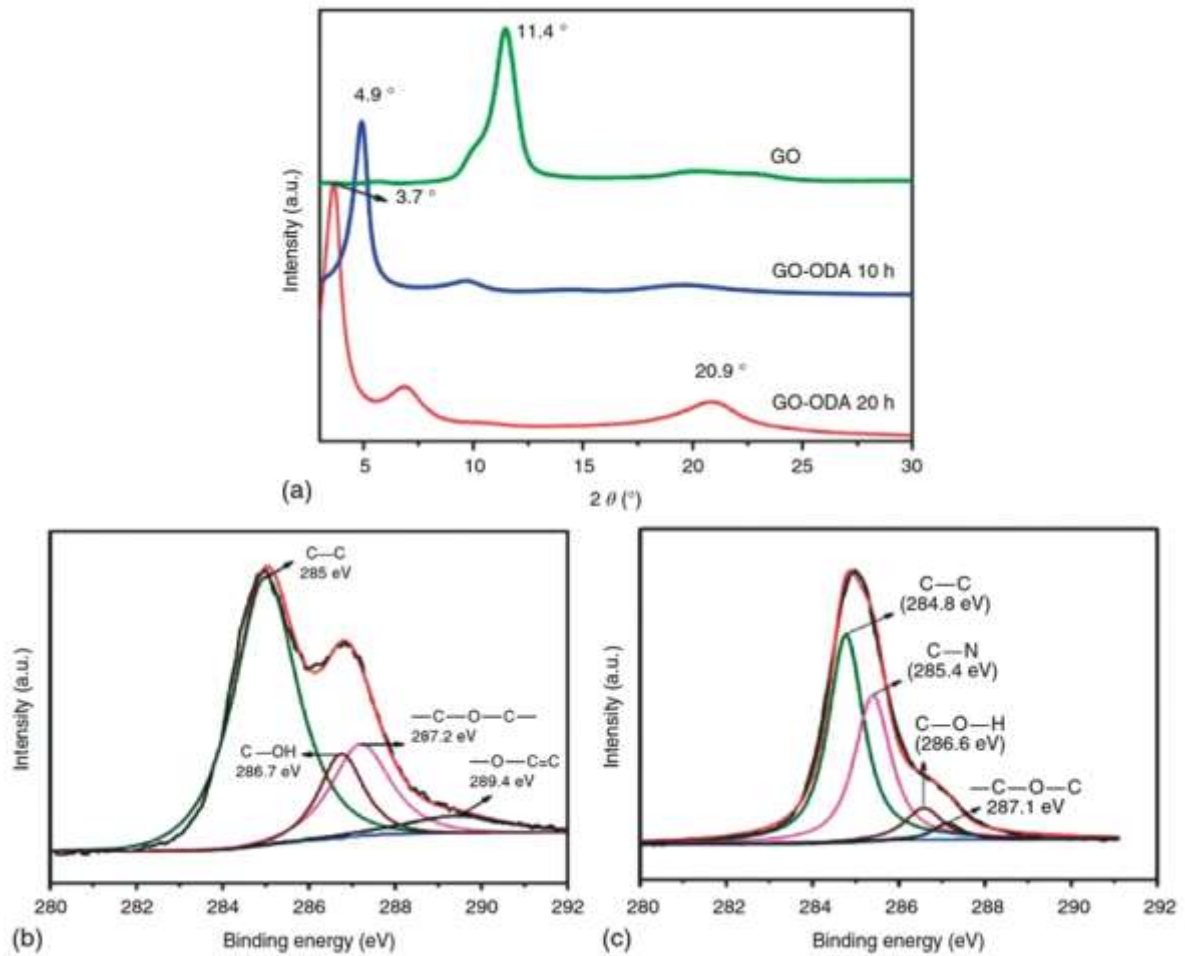 11.4 °
4.9 °
GO
3.7 °
GO-ODA 10 h
20.9 °
GO-ODA 20 h
Intensity (a.u.)
5 10 15 20 25 30
(a)
2 θ (°)
C—C
285 eV
—C—O—C—
287.2 eV
C—OH
286.7 eV
—O—C=C
289.4 eV
Intensity (a.u.)
280 284 285 286 288 290 292
(b)
Binding energy (eV)
C—C
(284.8 eV)
C—N
(285.4 eV)
C—O—H
(286.6 eV)
—C—O—C
287.1 eV
Intensity (a.u.)
280 282 284 286 288 290 292
(c)
Binding energy (eV)